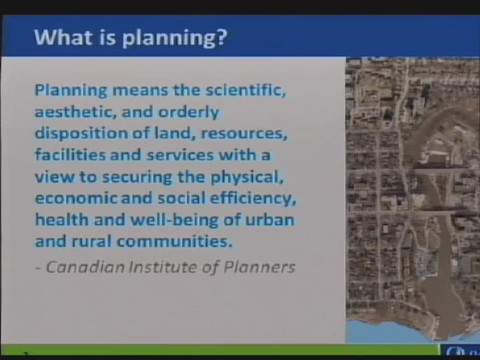 What is planning?
Planning means the scientific,
aesthetic, and orderly
disposition of land, resources,
facilities and services with a
view to securing the physical,
economic and social efficiency,
health and well-being of urban
and rural communities.
- Canadian Institute of Planners